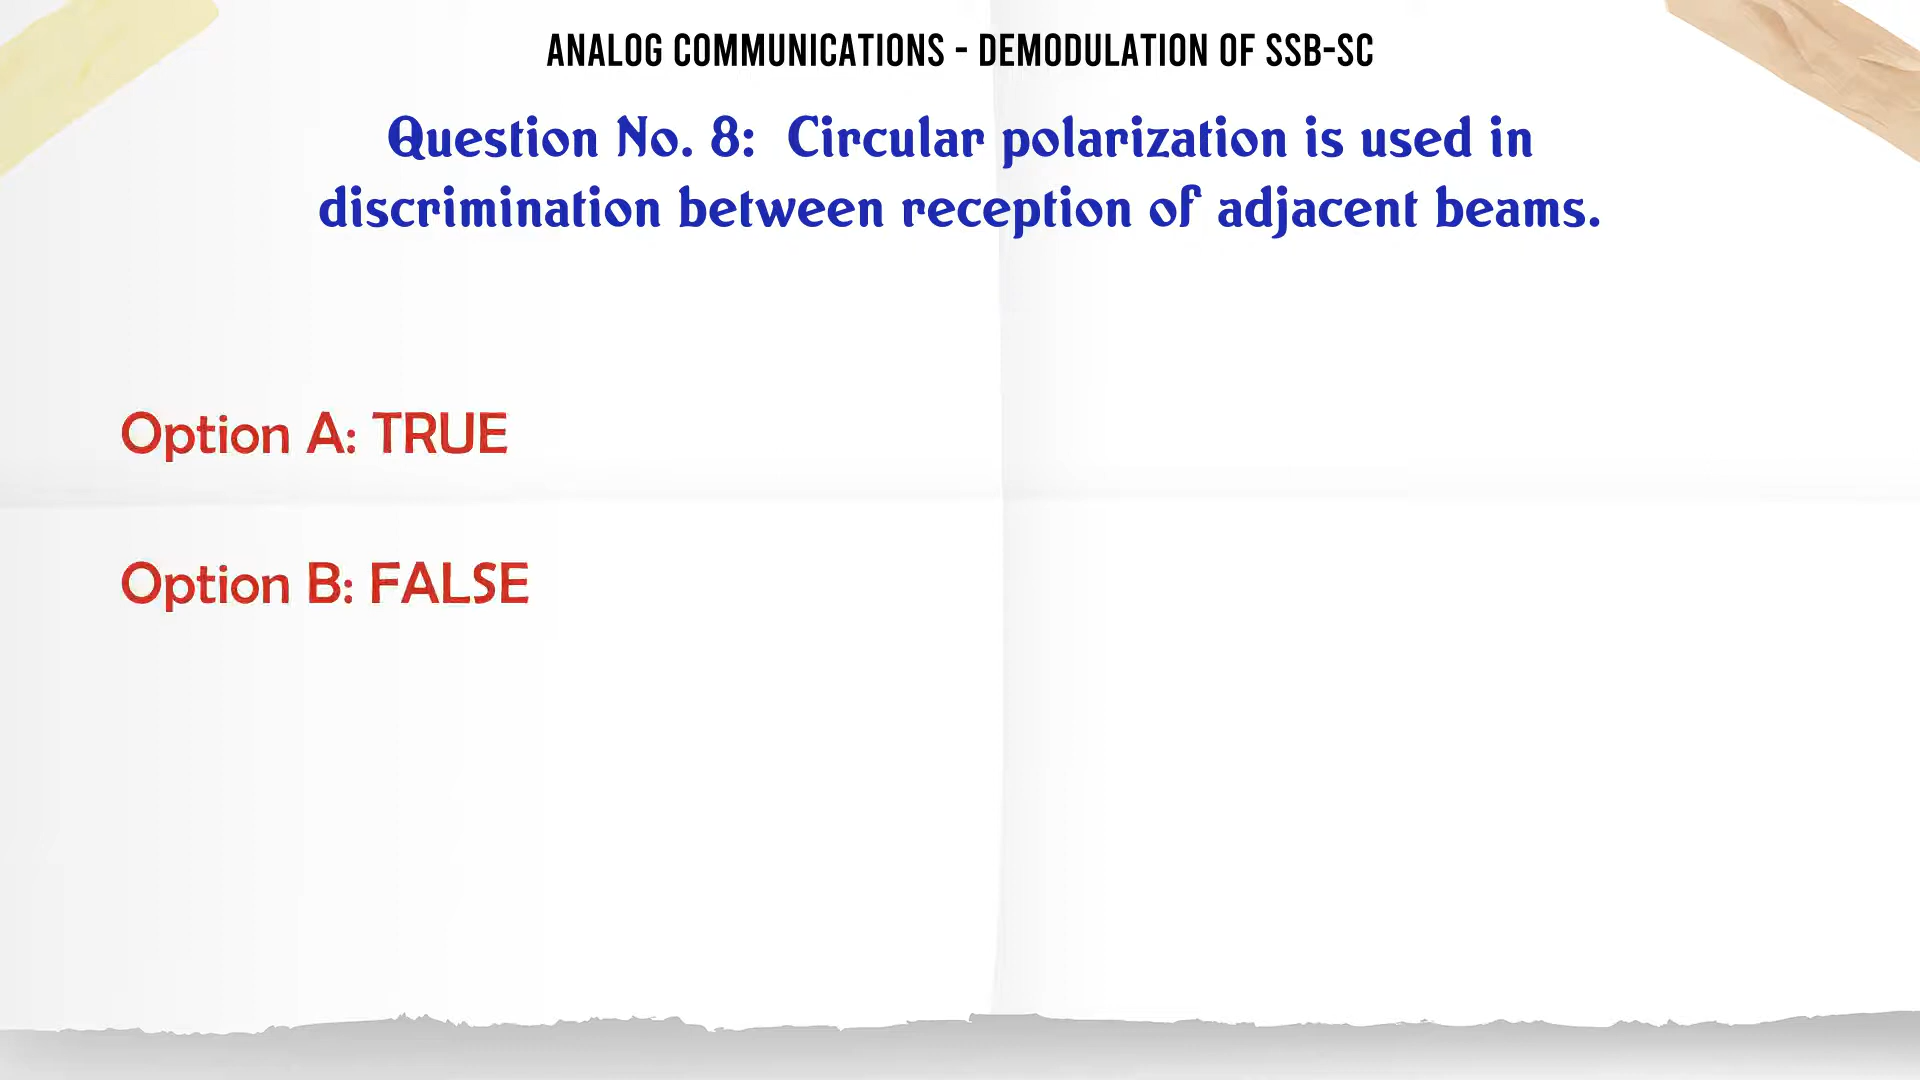 ANALOG COMMUNICATIONS - DEMODULATION OF SSB-SC
Question No. 8: Circular polarization is used in
discrimination between reception of adjacent beams.
Option A: TRUE
Option B: FALSE